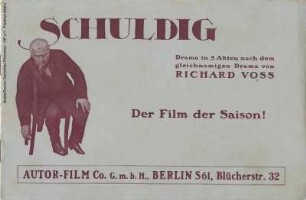 SCHULDIG
Drama in 5 Akten nach dem
gleichnamigen Drama von
RICHARD VOSS
Der Film der Saison!
AUTOR-FILM Co. G. m. b. H., BERLIN S61, Blücherstr. 32